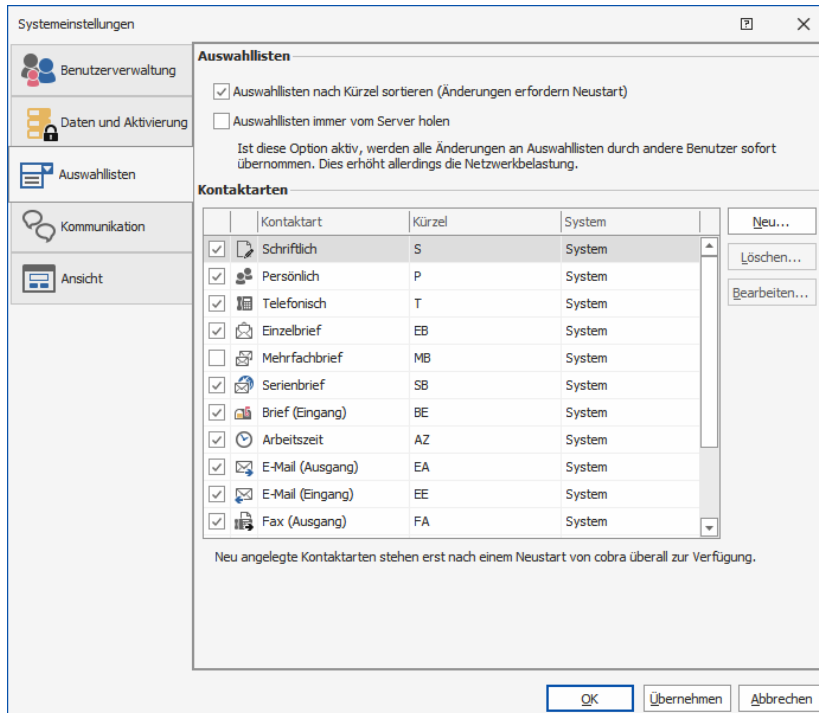 Systemeinstellungen
?
Benutzerverwaltung
Daten und Aktivierung
Auswahllisten
Kommunikation
Ansicht
Auswahllisten
Auswahllisten nach Kürzel sortieren (Änderungen erfordern Neustart)
Auswahllisten immer vom Server holen
Ist diese Option aktiv, werden alle Änderungen an Auswahllisten durch andere Benutzer sofort
übernommen. Dies erhöht allerdings die Netzwerkbelastung.
Kontaktarten
Kontaktart Kürzel System
Schriftlich S System
Persönlich P System
Telefonisch T System
Einzelbrief EB System
Mehrfachbrief MB System
Serienbrief SB System
Brief (Eingang) BE System
Arbeitszeit AZ System
E-Mail (Ausgang) EA System
E-Mail (Eingang) EE System
Fax (Ausgang) FA System
Neu...
Löschen...
Bearbeiten...
Neu angelegte Kontaktarten stehen erst nach einem Neustart von cobra überall zur Verfügung.
OK Übernehmen Abbrechen